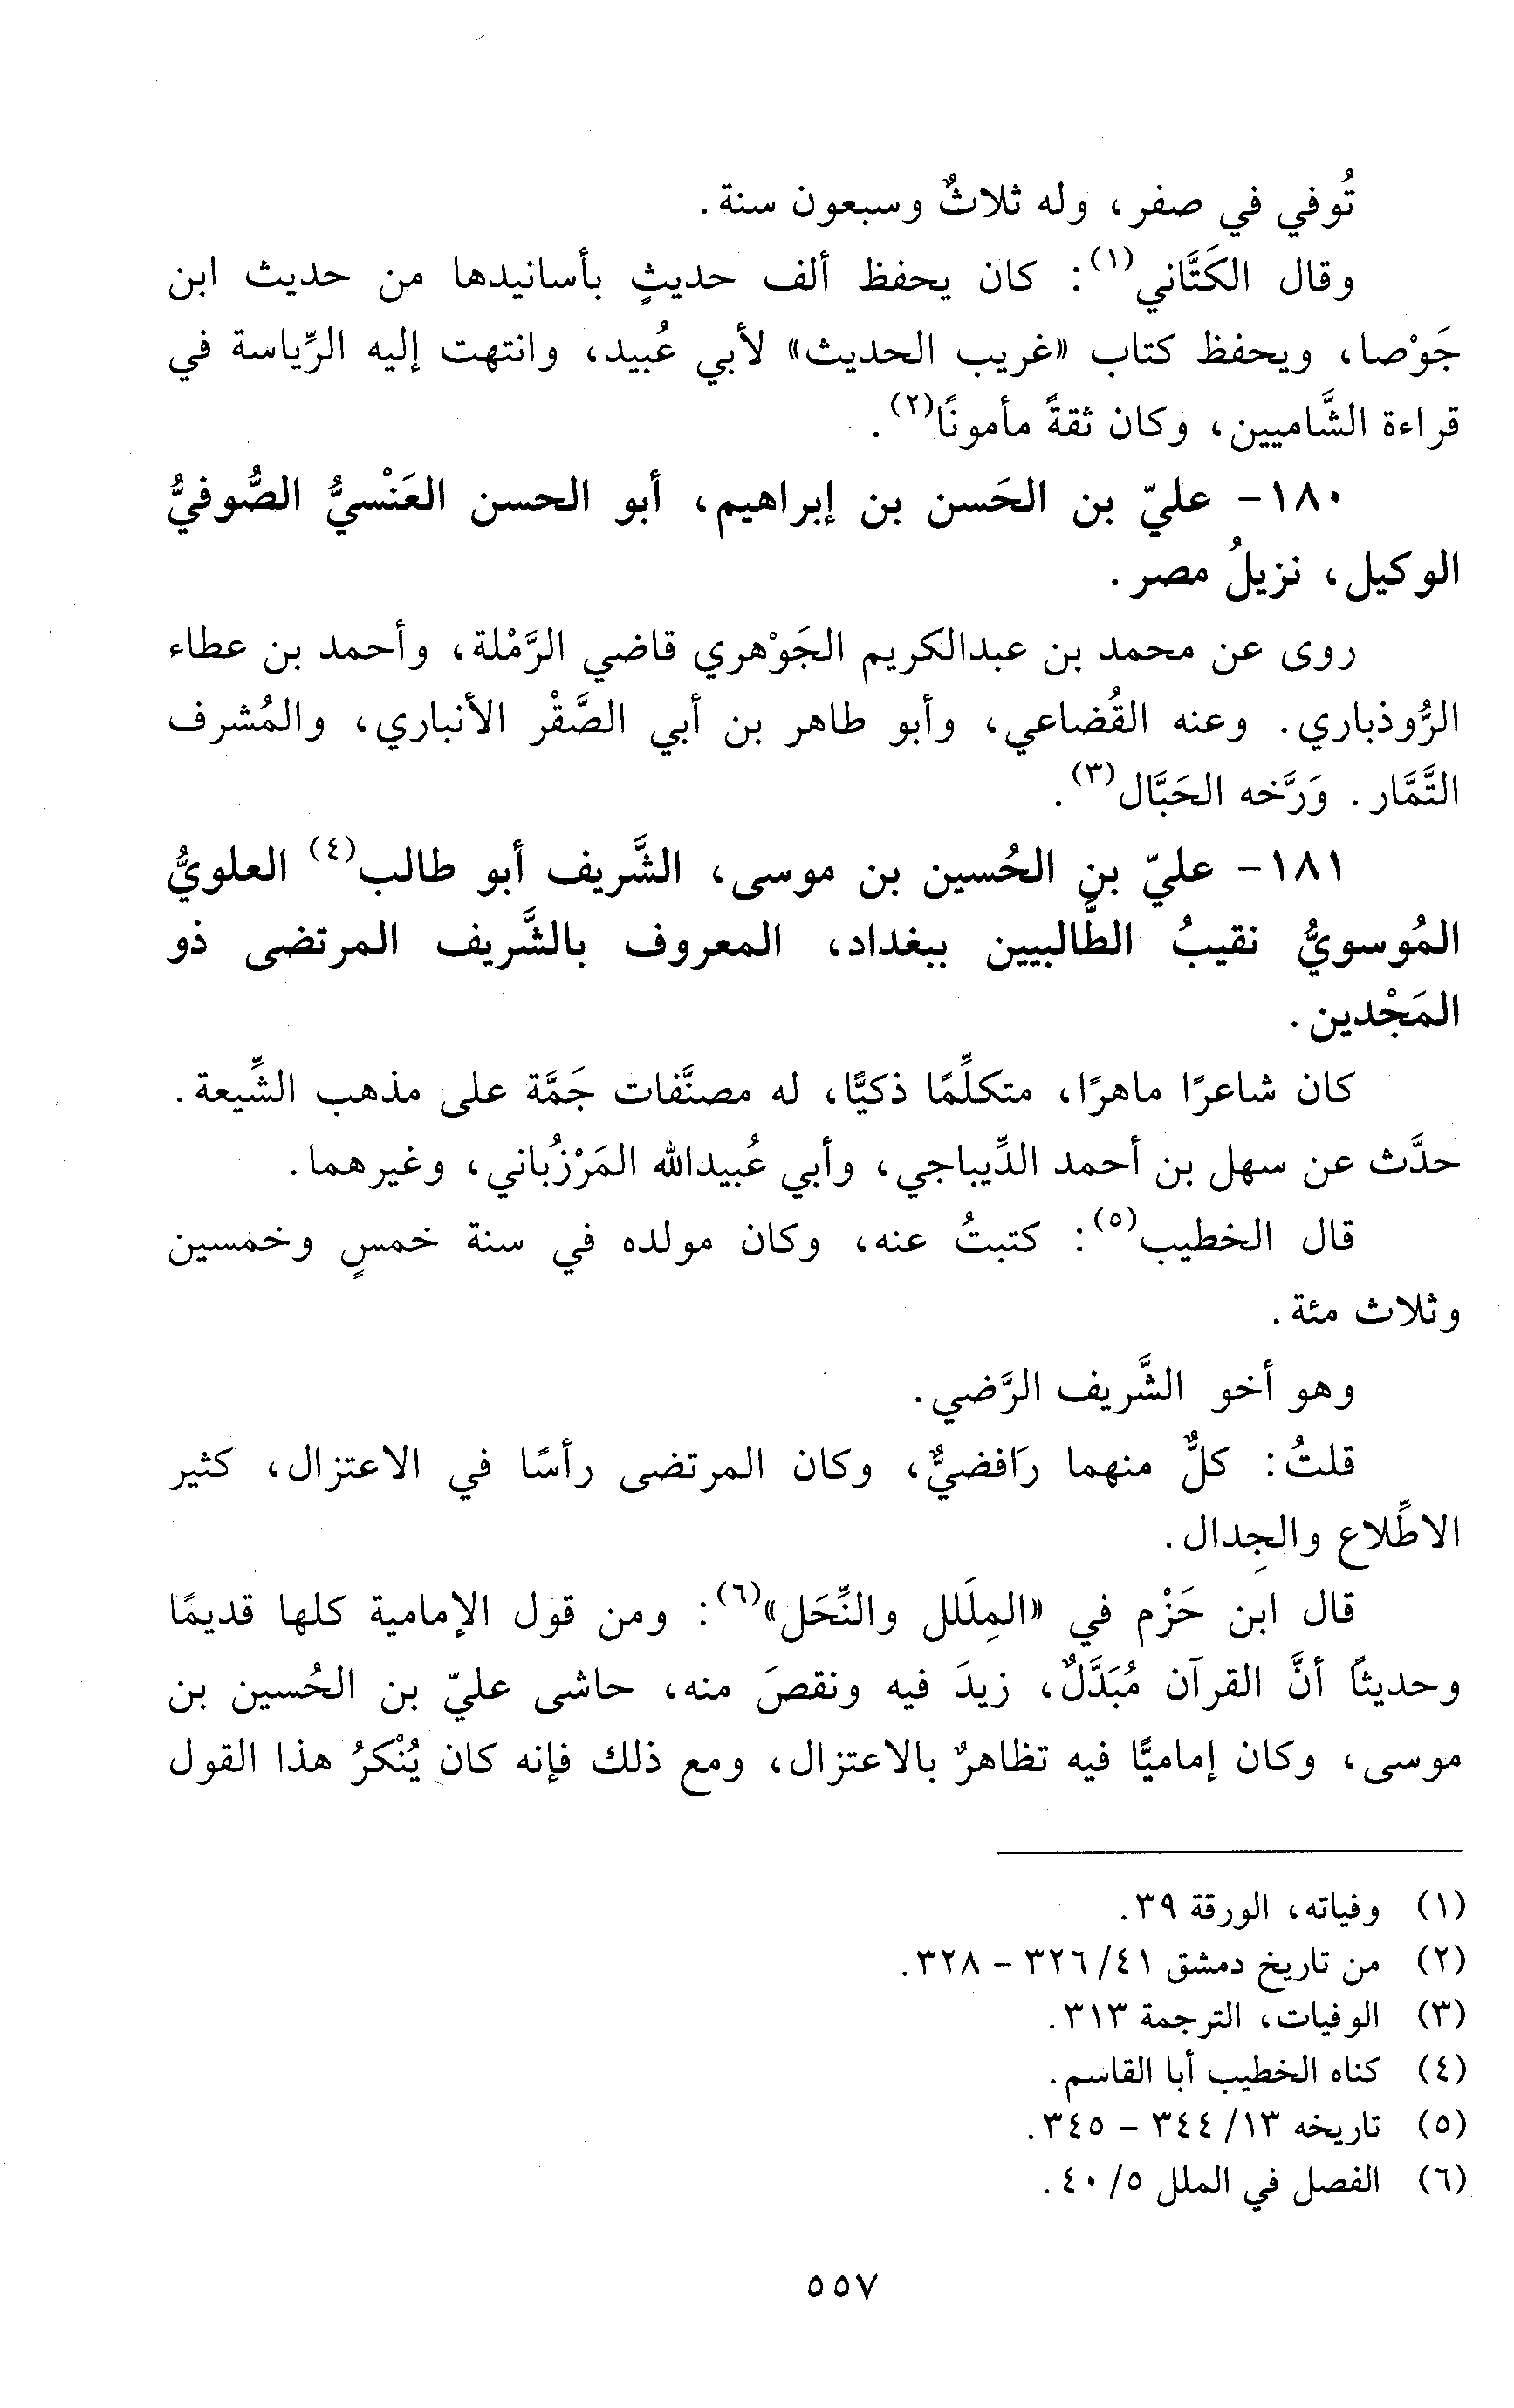 تُوفي في صفر، وله ثلاثٌ وسبعون سنة.
وقال الكَتَّاني(١): كان يحفظ ألف حديثٍ بأسانيدها من حديث ابن
جَوْصا، ويحفظ كتاب «غريب الحديث» لأبي عُبيد، وانتهت إليه الرِّياسة في
قراءة الشَّاميين، وكان ثقةً مأمونًا(٢).
١٨٠- عليّ بن الحَسن بن إبراهيم، أبو الحسن العَنْسيُّ الصُّوفيُّ
الوكيل، نزيلُ مصر.
روى عن محمد بن عبدالكريم الجَوْهري قاضي الرَّمْلة، وأحمد بن عطاء
الرُّوذباري. وعنه القُضاعي، وأبو طاهر بن أبي الصَّقْر الأنباري، والمُشرف
التَّمَّار. وَرَّخه الحَبَّال(٣).
١٨١- عليّ بن الحُسين بن موسى، الشَّريف أبو طالب(٤) العلويُّ
المُوسويُّ نقيبُ الطَّالبيين ببغداد، المعروف بالشَّريف المرتضى ذو
المَجْدين.
كان شاعرًا ماهرًا، متكلِّمًا ذكيًّا، له مصنَّفات جَمَّة على مذهب الشِّيعة.
حدَّث عن سهل بن أحمد الدِّيباجي، وأبي عُبيدالله المَرْزُباني، وغيرهما.
قال الخطيب(٥): كتبتُ عنه، وكان مولده في سنة خمسٍ وخمسين
وثلاث مئة.
وهو أخو الشَّريف الرَّضي.
قلتُ: كلٌّ منهما رَافضيٌّ، وكان المرتضى رأسًا في الاعتزال، كثير
الاطِّلاع والجِدال.
قال ابن حَزْم في «المِلَلل والنِّحَل»(٦): ومن قول الإمامية كلها قديمًا
وحديثًا أنَّ القرآن مُبَدَّلٌ، زيدَ فيه ونقصَ منه، حاشى عليّ بن الحُسين بن
موسى، وكان إماميًّا فيه تظاهرٌ بالاعتزال، ومع ذلك فإنه كان يُنْكرُ هذا القول
(١) وفياته، الورقة ٣٩.
(٢) من تاريخ دمشق ٤١/ ٣٢٦ - ٣٢٨.
(٣) الوفيات، الترجمة ٣١٣.
(٤) كناه الخطيب أبا القاسم.
(٥) تاريخه ١٣/ ٣٤٤ - ٣٤٥.
(٦) الفصل في الملل ٥/ ٤٠.
٥٥٧